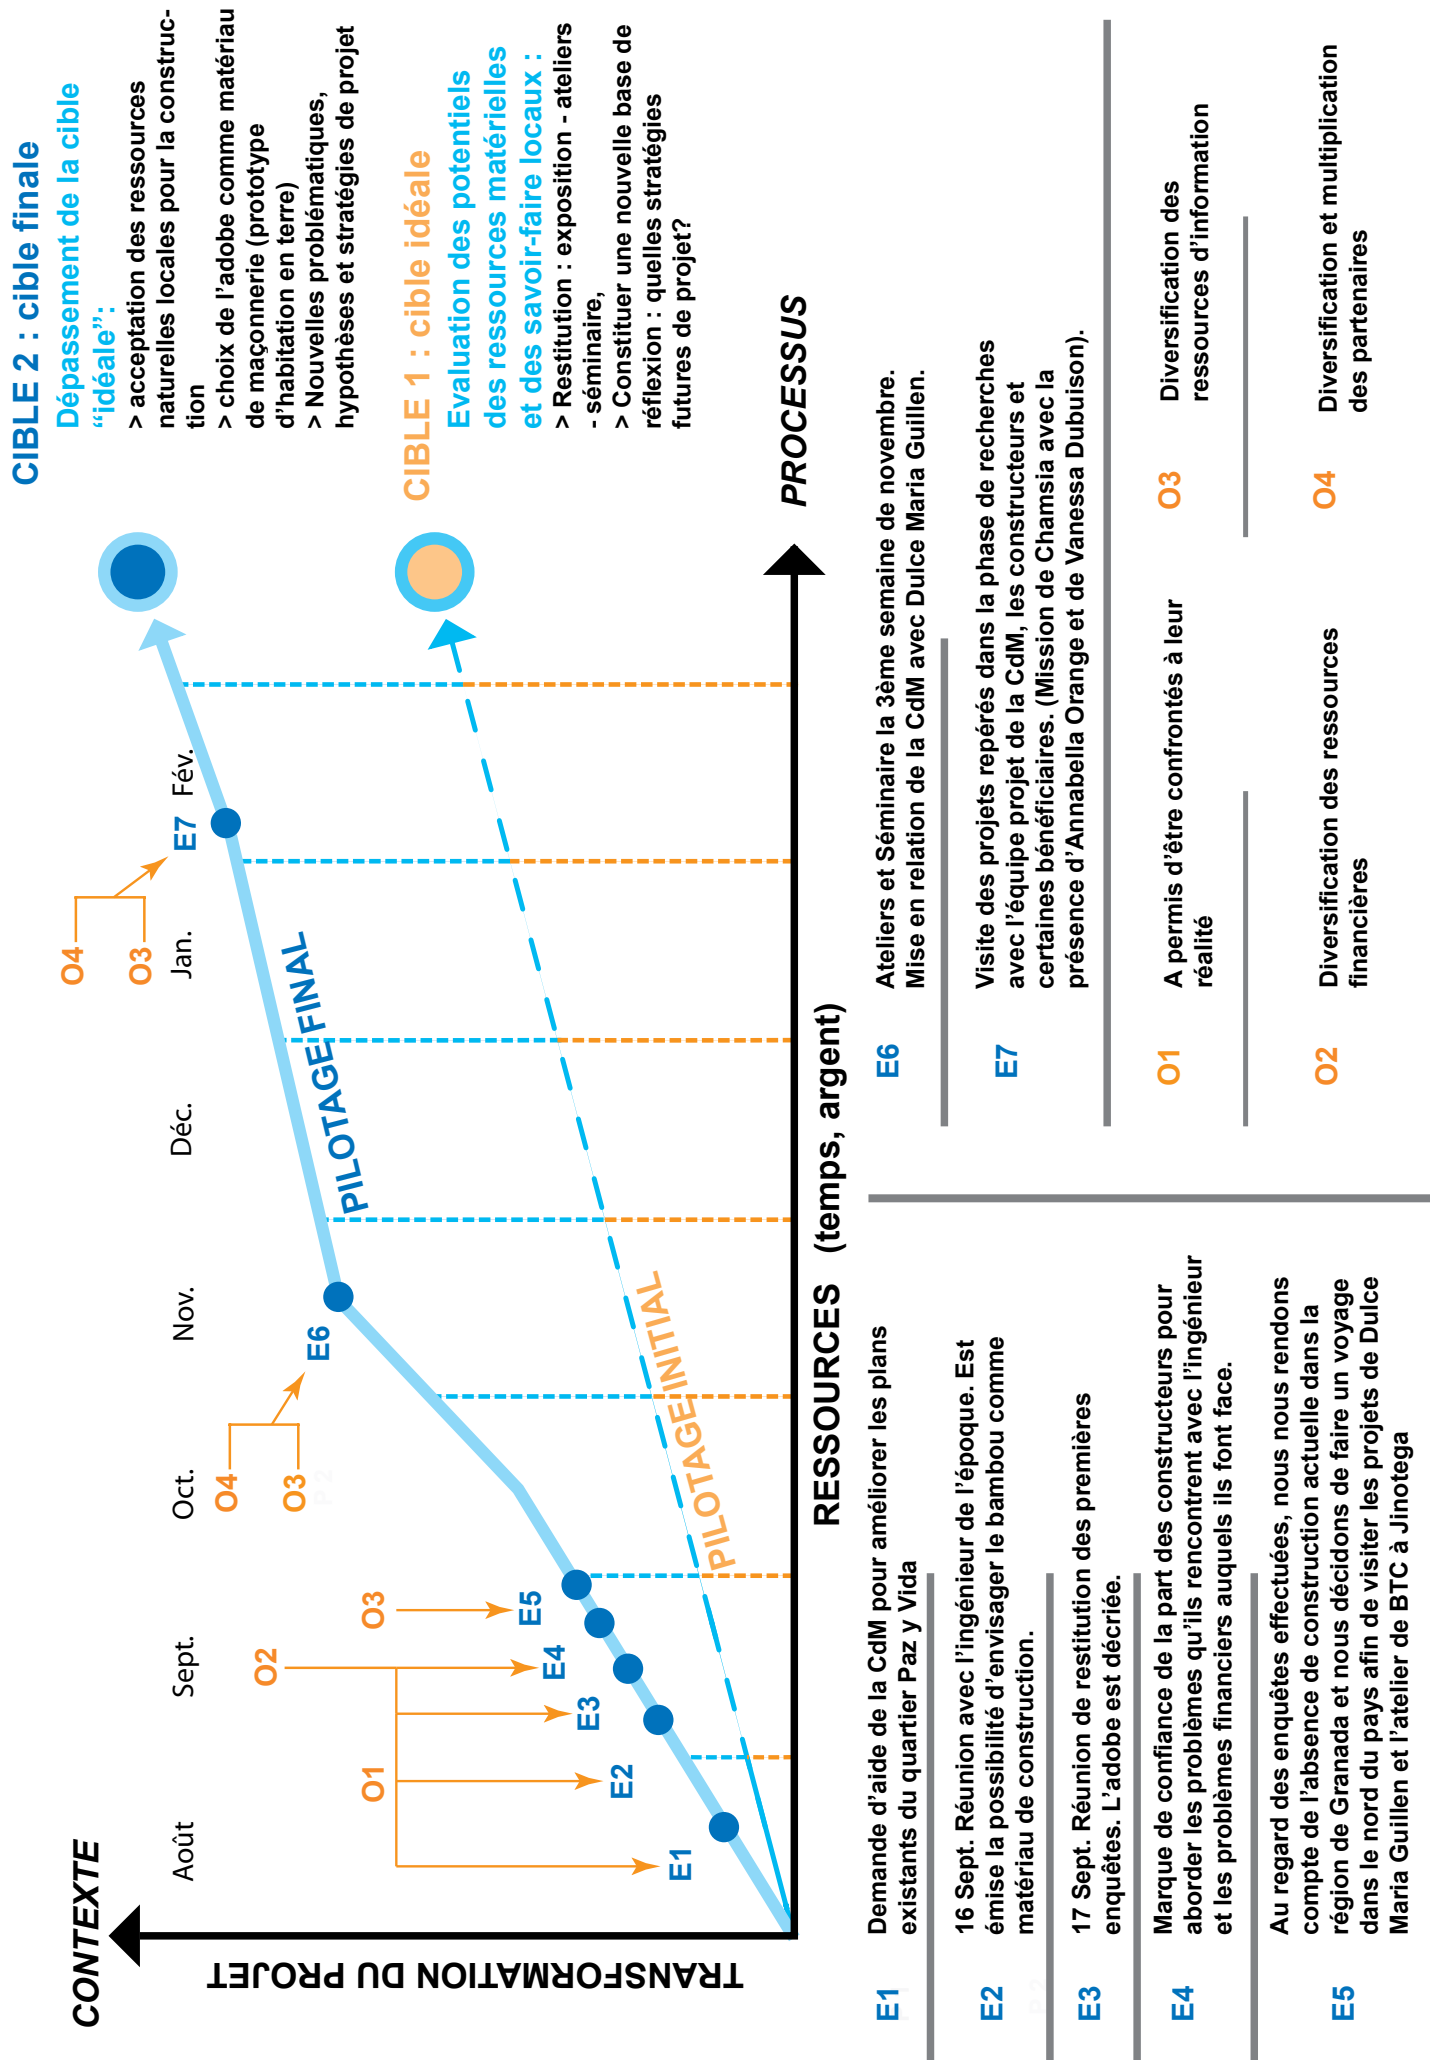 CONTEXTE
TRANSFORMATION DU PROJET
Août
Sept.
Oct.
Nov.
Déc.
Jan.
Fév.
O1
O2
O3
O4
O3
O4
O3
E1
E2
E3
E4
E5
E6
E7
PILOTAGE FINAL
PILOTAGE INITIAL
RESSOURCES (temps, argent)
PROCESSUS
CIBLE 2 : cible finale
Dépassement de la cible
“idéale”:
> acceptation des ressources
naturelles locales pour la construc-
tion
> choix de l’adobe comme matériau
de maçonnerie (prototype
d’habitation en terre)
> Nouvelles problématiques,
hypothèses et stratégies de projet
CIBLE 1 : cible idéale
Evaluation des potentiels
des ressources matérielles
et des savoir-faire locaux :
> Restitution : exposition - ateliers
- séminaire,
> Constituer une nouvelle base de
réflexion : quelles stratégies
futures de projet?
E1
Demande d’aide de la CdM pour améliorer les plans
existants du quartier Paz y Vida
E2
16 Sept. Réunion avec l’ingénieur de l’époque. Est
émise la possibilité d’envisager le bambou comme
matériau de construction.
E3
17 Sept. Réunion de restitution des premières
enquêtes. L’adobe est décriée.
E4
Marque de confiance de la part des constructeurs pour
aborder les problèmes qu’ils rencontrent avec l’ingénieur
et les problèmes financiers auquels ils font face.
E5
Au regard des enquêtes effectuées, nous nous rendons
compte de l’absence de construction actuelle dans la
région de Granada et nous décidons de faire un voyage
dans le nord du pays afin de visiter les projets de Dulce
Maria Guillen et l’atelier de BTC à Jinotega
E6
Ateliers et Séminaire la 3ème semaine de novembre.
Mise en relation de la CdM avec Dulce Maria Guillen.
E7
Visite des projets repérés dans la phase de recherches
avec l’équipe projet de la CdM, les constructeurs et
certaines bénéficiaires. (Mission de Chamsia avec la
présence d’Annabella Orange et de Vanessa Dubuison).
O1
A permis d’être confrontés à leur
réalité
O2
Diversification des ressources
financières
O3
Diversification des
ressources d’information
O4
Diversification et multiplication
des partenaires